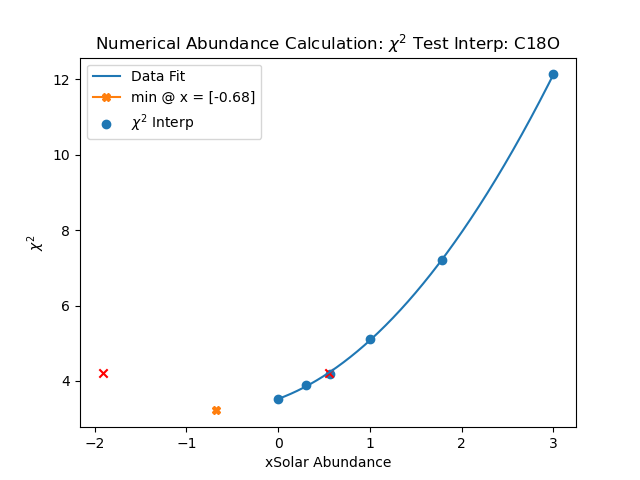 Numerical Abundance Calculation: χ² Test Interp: C18O
Data Fit
min @ x = [-0.68]
χ² Interp
χ²
12
10
8
6
4
−2 −1 0 1 2 3
xSolar Abundance